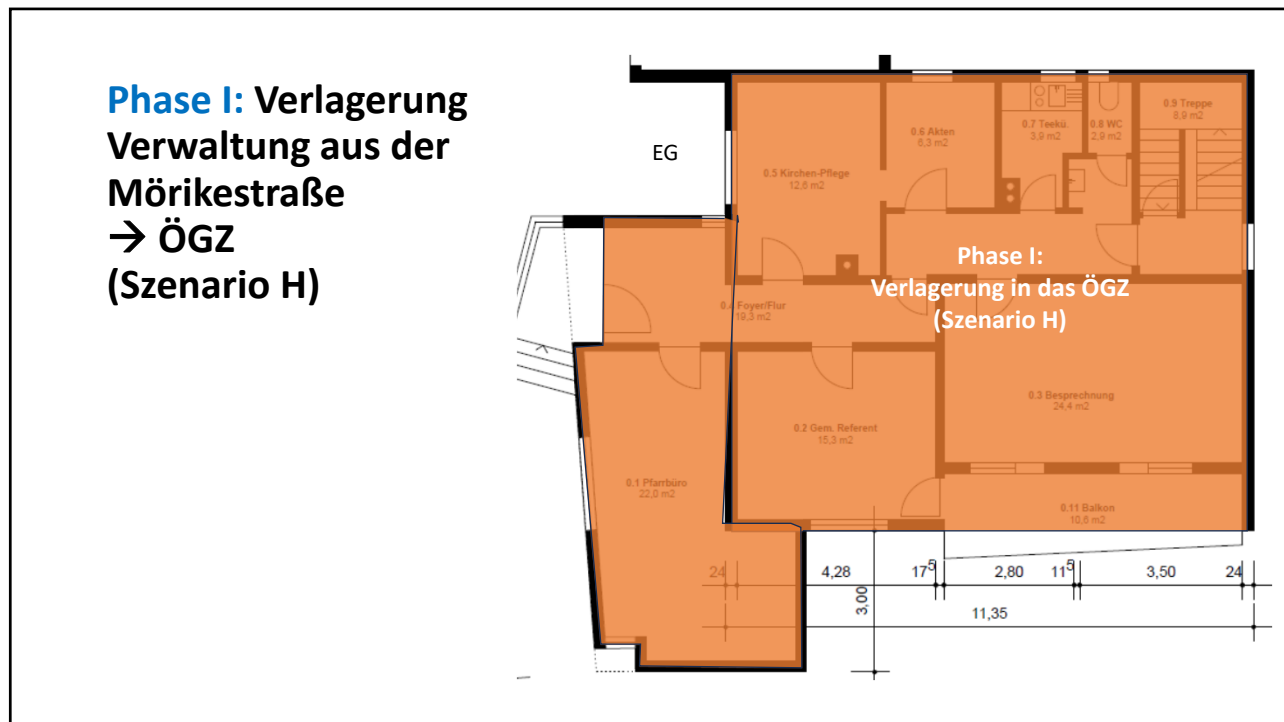 Phase I: Verlagerung
Verwaltung aus der
Mörikestraße
→ ÖGZ
(Szenario H)
EG
0.5 Kirchen-Pflege
12,6 m2
0.6 Akten
6,3 m2
0.7 Teekü.
3,9 m2
0.8 WC
2,9 m2
0.9 Treppe
8,9 m2
Phase I:
Verlagerung in das ÖGZ
(Szenario H)
0.4 Foyer/Flur
19,3 m2
0.3 Besprechnung
24,4 m2
0.2 Gem. Referent
15,3 m2
0.1 Pfarrbüro
22,0 m2
0.11 Balkon
10,6 m2
24 4,28 17⁵ 2,80 11⁵ 3,50 24
3,00
11,35